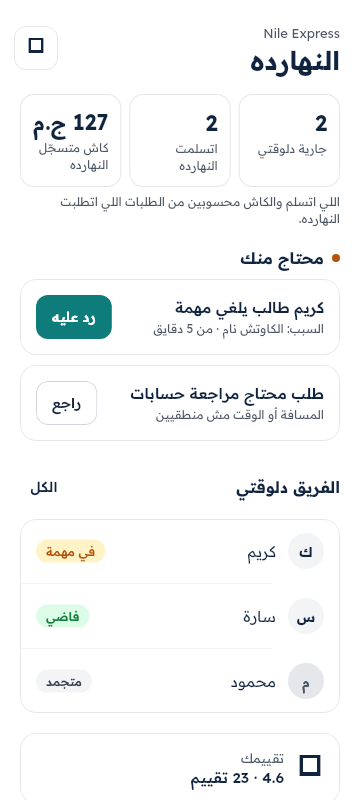 Nile Express
النهارده
2
جارية دلوقتي
2
اتسلمت
النهارده
127 ج.م
كاش متسجّل
النهارده
اللي اتسلم والكاش محسوبين من الطلبات اللي اتطلبت
النهارده.
محتاج منك
كريم طالب يلغي مهمة
السبب: الكاوتش نام · من 5 دقايق
رد عليه
طلب محتاج مراجعة حسابات
المسافة أو الوقت مش منطقيين
راجع
الفريق دلوقتي
الكل
ك
كريم
في مهمة
س
سارة
فاضي
م
محمود
متجمد
تقييمك
4.6 · 23 تقييم